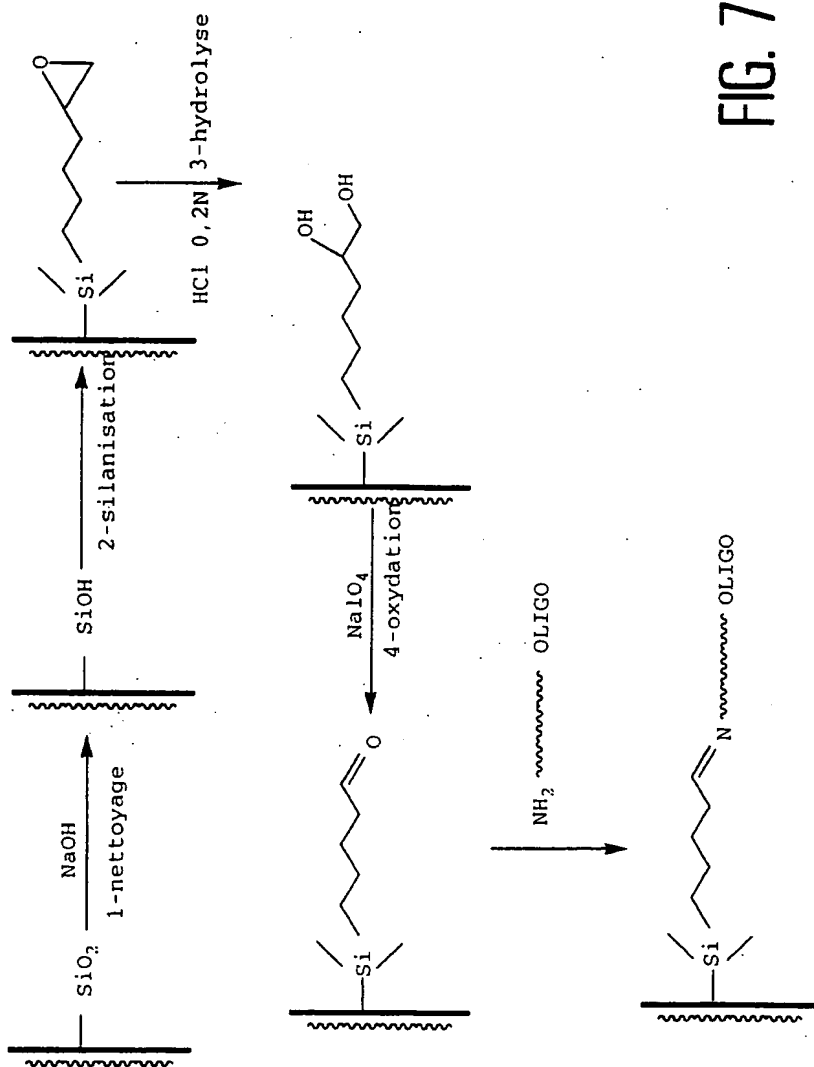 SiO2
NaOH
1-nettoyage
SiOH
2-silanisation
Si
O
HCl 0,2N 3-hydrolyse
Si
OH
OH
NaIO4
4-oxydation
Si
O
NH2 OLIGO
Si
N OLIGO
FIG. 7